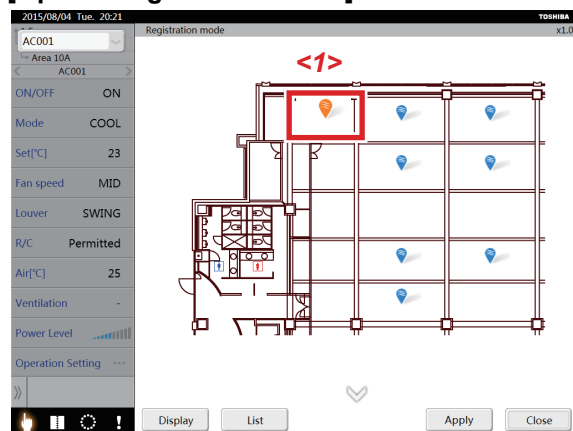 2015/08/04 Tue. 20:21
TOSHIBA
Registration mode
x1.0
AC001
Area 10A
AC001
ON/OFF ON
Mode COOL
Set[°C] 23
Fan speed MID
Louver SWING
R/C Permitted
Air[°C] 25
Ventilation -
Power Level
Operation Setting ...
<1>
Display
List
Apply
Close